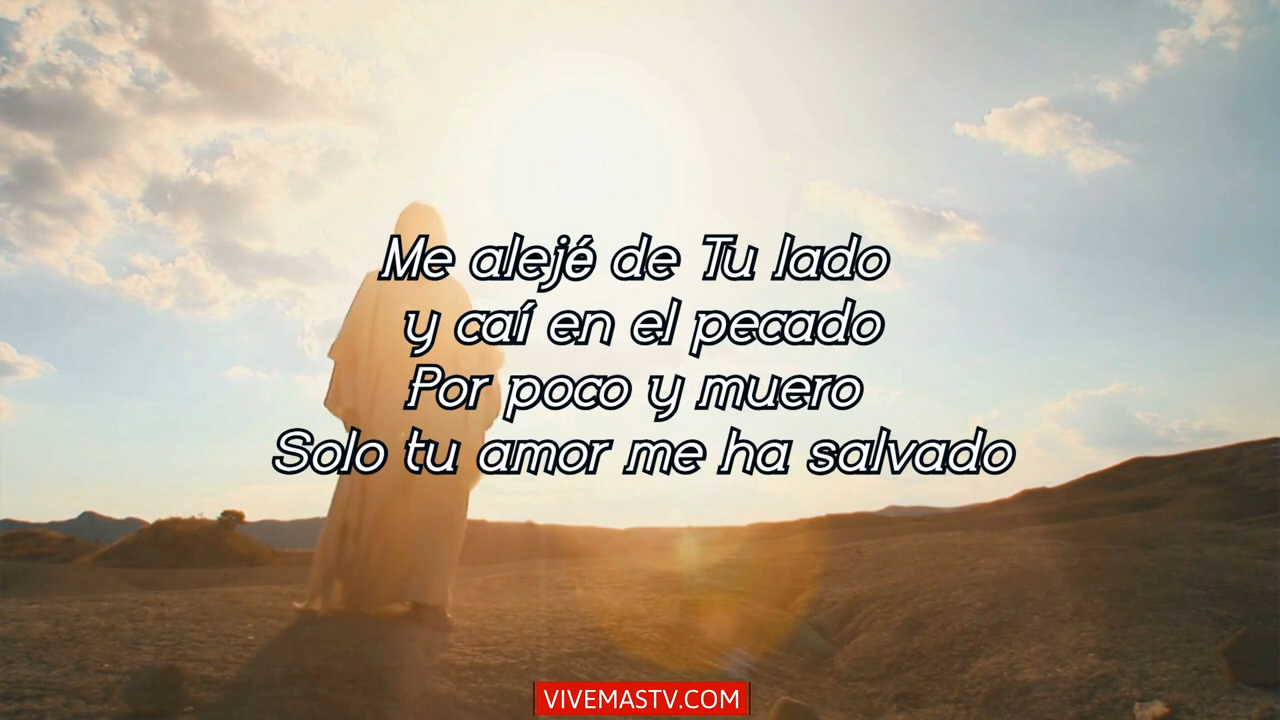 Me alejé de Tu lado
y caí en el pecado
Por poco y muero
Solo tu amor me ha salvado
VIVEMASTV.COM